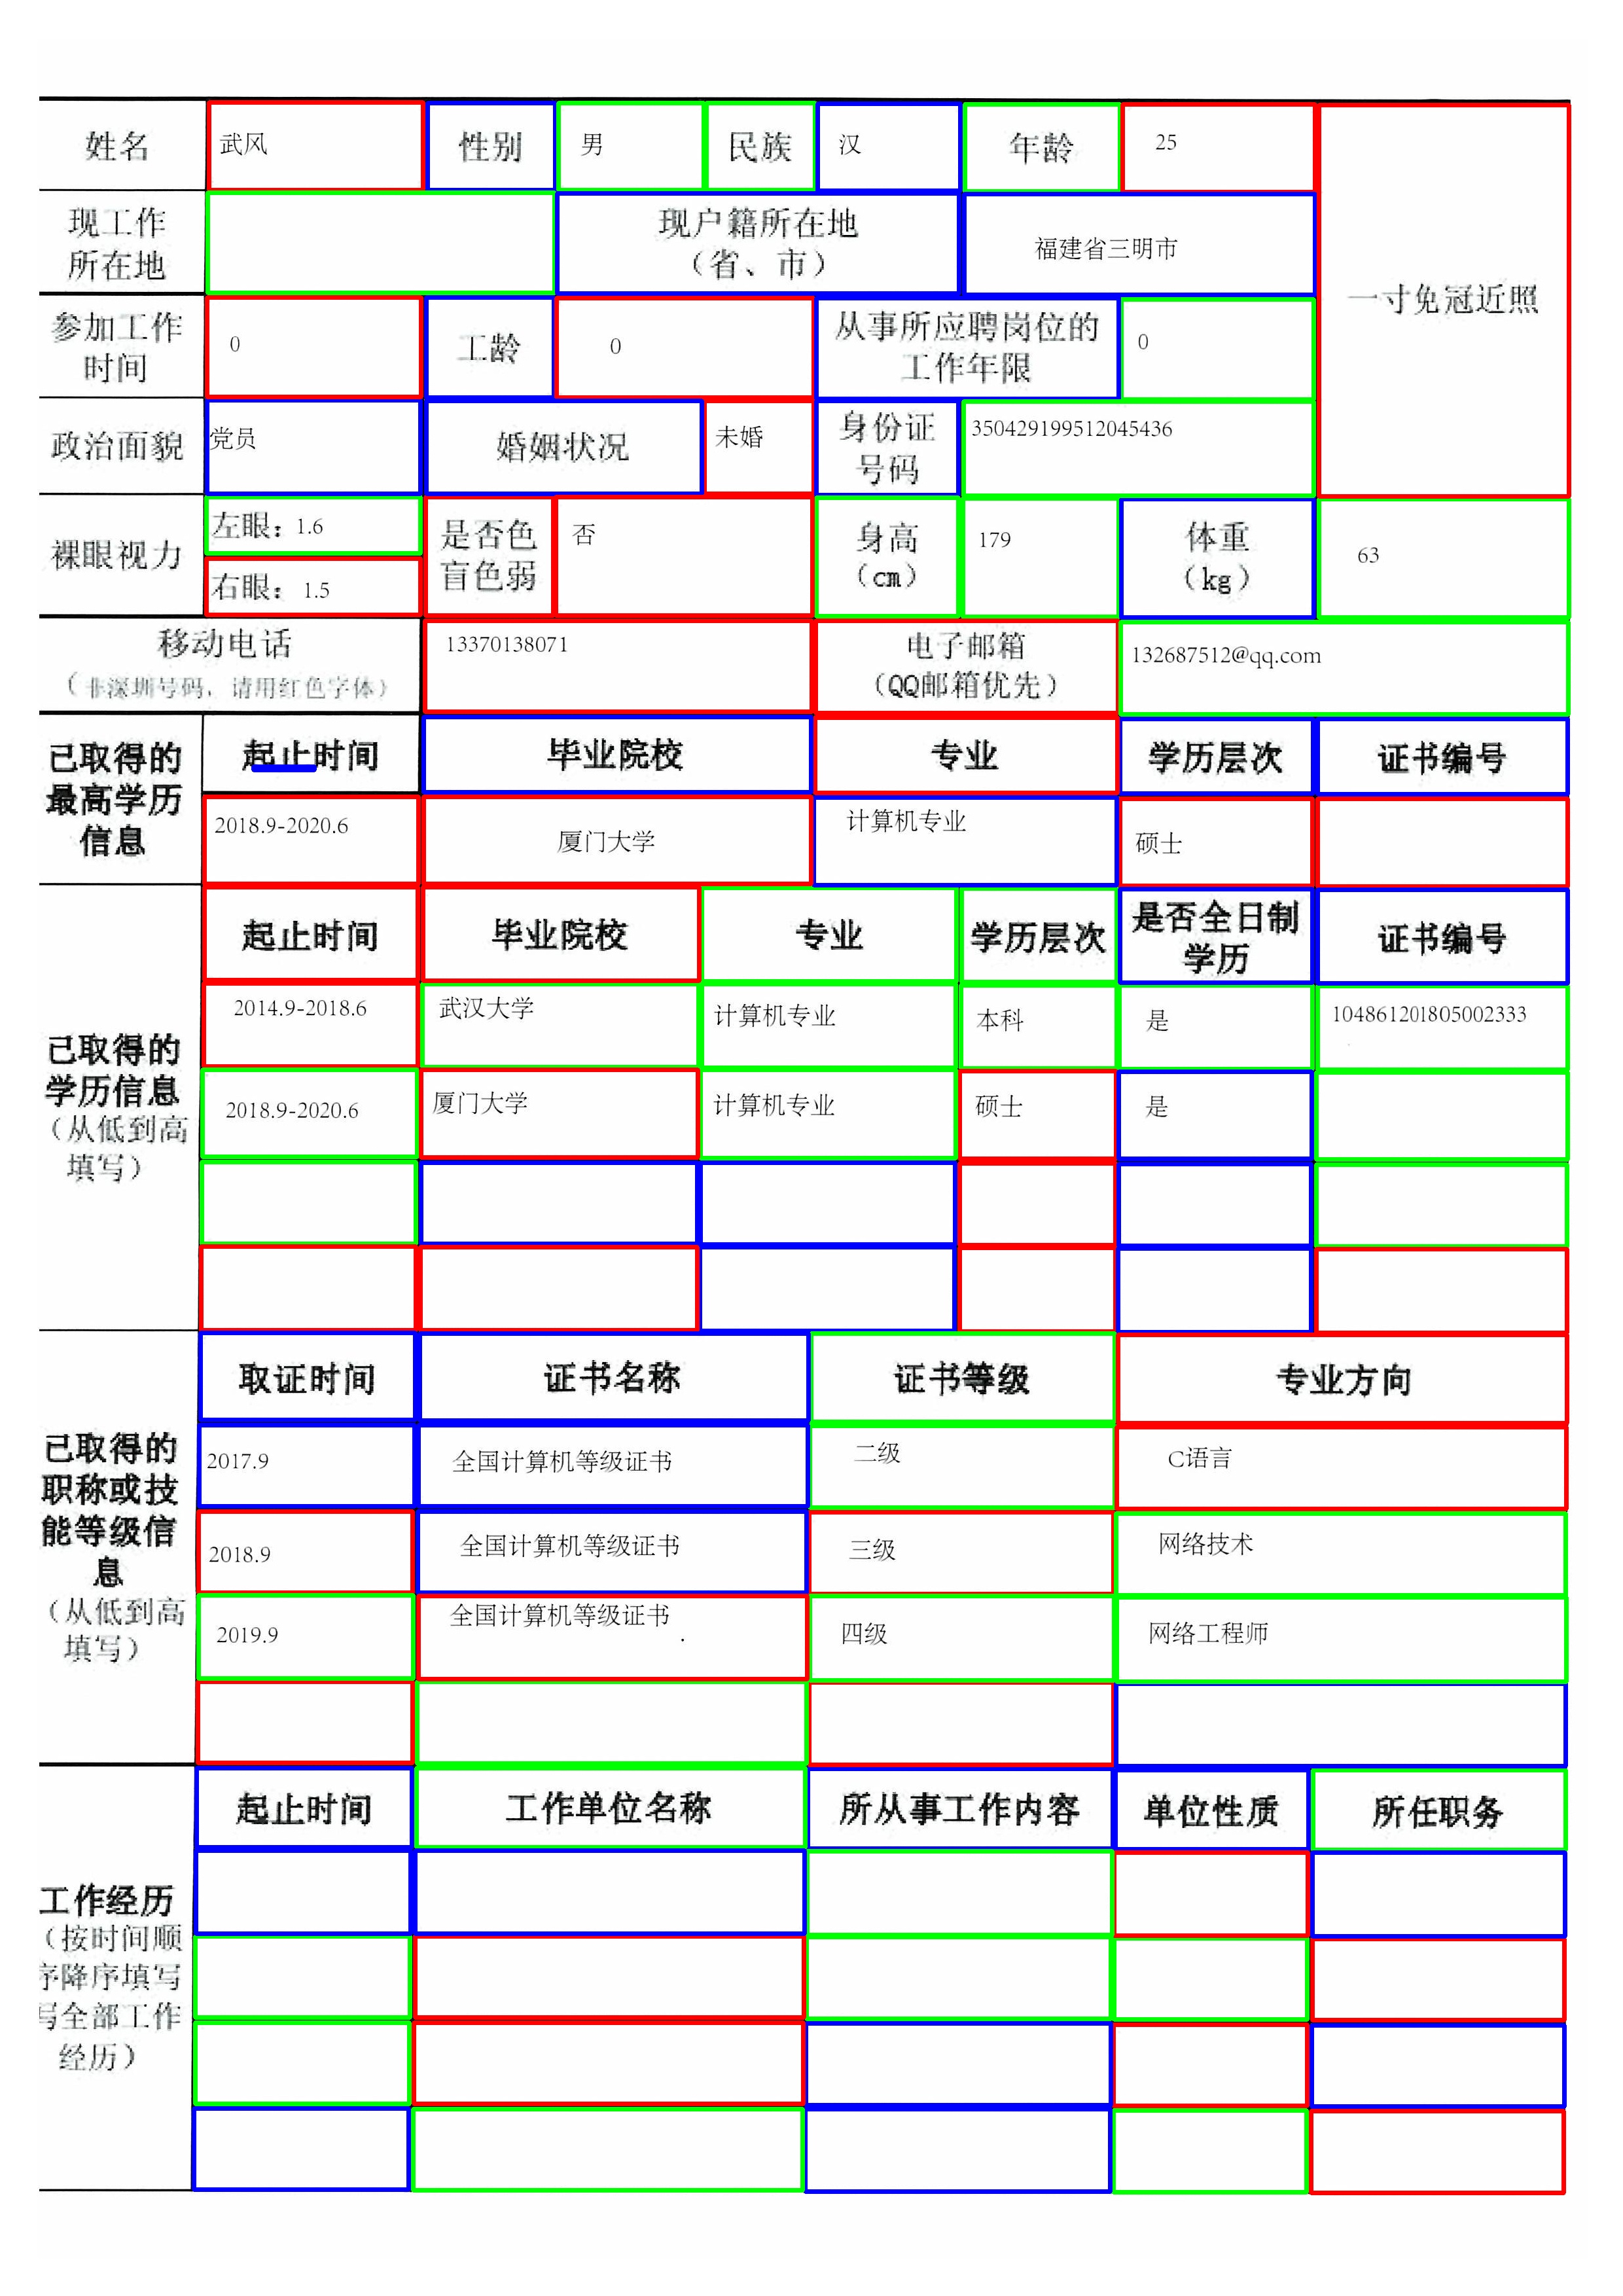 姓名 武风 性别 男 民族 汉 年龄 25
现工作
所在地
现户籍所在地
（省、市）
福建省三明市
一寸免冠近照
参加工作
时间
0
工龄 0
从事所应聘岗位的
工作年限
0
政治面貌 党员 婚姻状况 未婚
身份证
号码
350429199512045436
裸眼视力
左眼：1.6
右眼：1.5
是否色
盲色弱
否
身高
（cm）
179
体重
（kg）
63
移动电话
（非深圳号码，请用红色字体）
13370138071
电子邮箱
（QQ邮箱优先）
132687512@qq.com
已取得的
最高学历
信息
起止时间 毕业院校 专业 学历层次 证书编号
2018.9-2020.6 厦门大学 计算机专业 硕士
已取得的
学历信息
（从低到高
填写）
起止时间 毕业院校 专业 学历层次
是否全日制
学历
证书编号
2014.9-2018.6 武汉大学 计算机专业 本科 是 104861201805002333
2018.9-2020.6 厦门大学 计算机专业 硕士 是
已取得的
职称或技
能等级信
息
（从低到高
填写）
取证时间 证书名称 证书等级 专业方向
2017.9 全国计算机等级证书 二级 C语言
2018.9 全国计算机等级证书 三级 网络技术
2019.9 全国计算机等级证书 四级 网络工程师
工作经历
（按时间顺
序降序填写
写全部工作
经历）
起止时间 工作单位名称 所从事工作内容 单位性质 所任职务